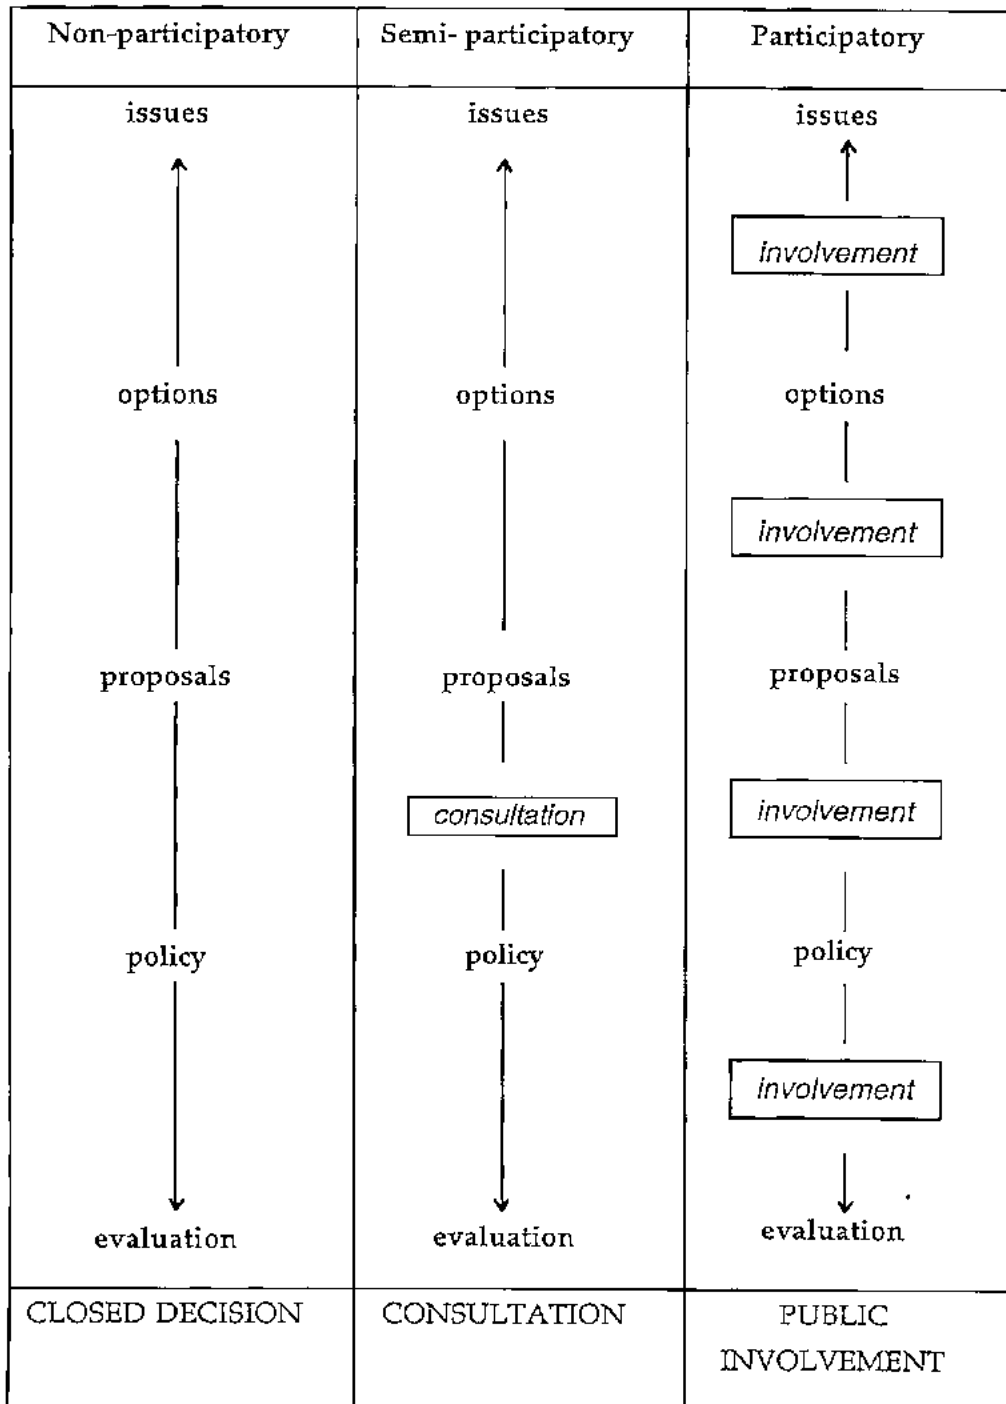 Non-participatory
Semi- participatory
Participatory
issues
options
proposals
policy
evaluation
CLOSED DECISION
issues
options
proposals
consultation
policy
evaluation
CONSULTATION
issues
involvement
options
involvement
proposals
involvement
policy
involvement
evaluation
PUBLIC
INVOLVEMENT